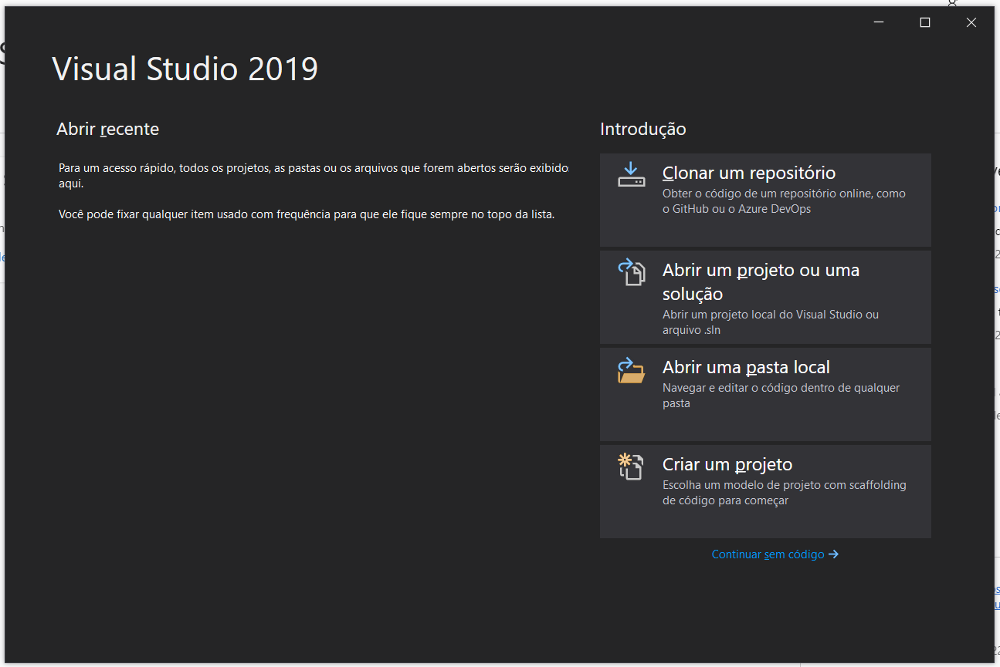 Visual Studio 2019
Abrir recente
Para um acesso rápido, todos os projetos, as pastas ou os arquivos que forem abertos serão exibido
aqui.
Você pode fixar qualquer item usado com frequência para que ele fique sempre no topo da lista.
Introdução
Clonar um repositório
Obter o código de um repositório online, como
o GitHub ou o Azure DevOps
Abrir um projeto ou uma
solução
Abrir um projeto local do Visual Studio ou
arquivo .sln
Abrir uma pasta local
Navegar e editar o código dentro de qualquer
pasta
Criar um projeto
Escolha um modelo de projeto com scaffolding
de código para começar
Continuar sem código →